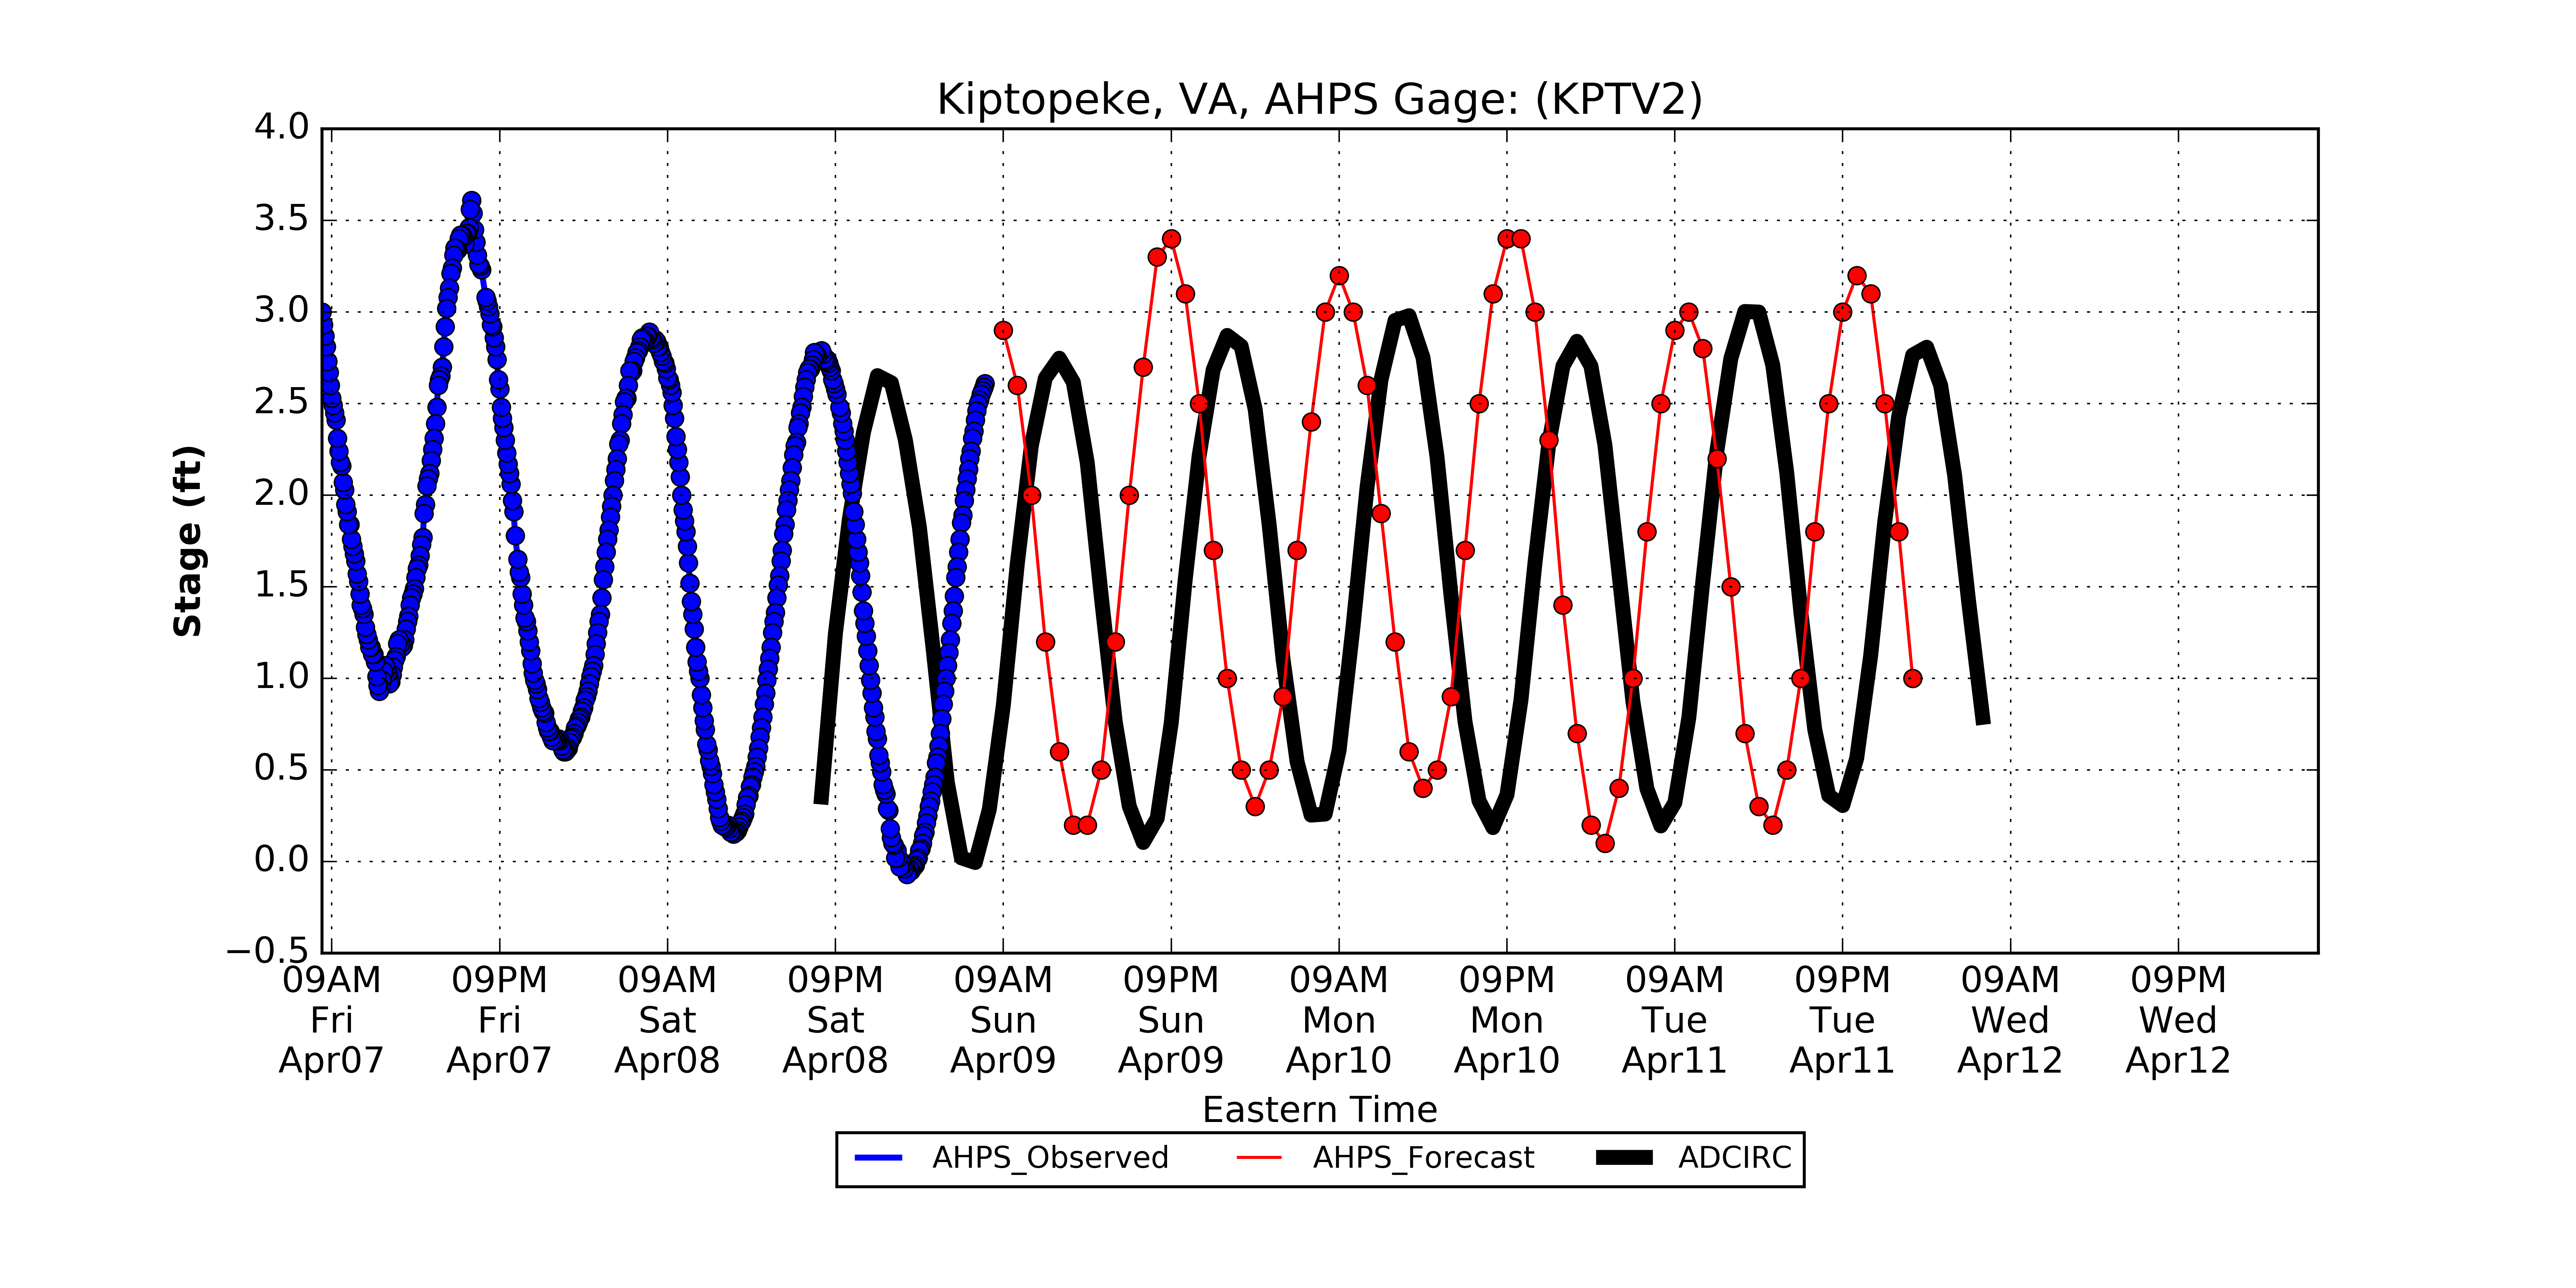 Kiptopeke, VA, AHPS Gage: (KPTV2)
4.0
3.5
3.0
2.5
2.0
1.5
1.0
0.5
0.0
−0.5
Stage (ft)
09AM 09PM 09AM 09PM 09AM 09PM 09AM 09PM 09AM 09PM 09AM 09PM
Fri Fri Sat Sat Sun Sun Mon Mon Tue Tue Wed Wed
Apr07 Apr07 Apr08 Apr08 Apr09 Apr09 Apr10 Apr10 Apr11 Apr11 Apr12 Apr12
Eastern Time
AHPS_Observed AHPS_Forecast ADCIRC